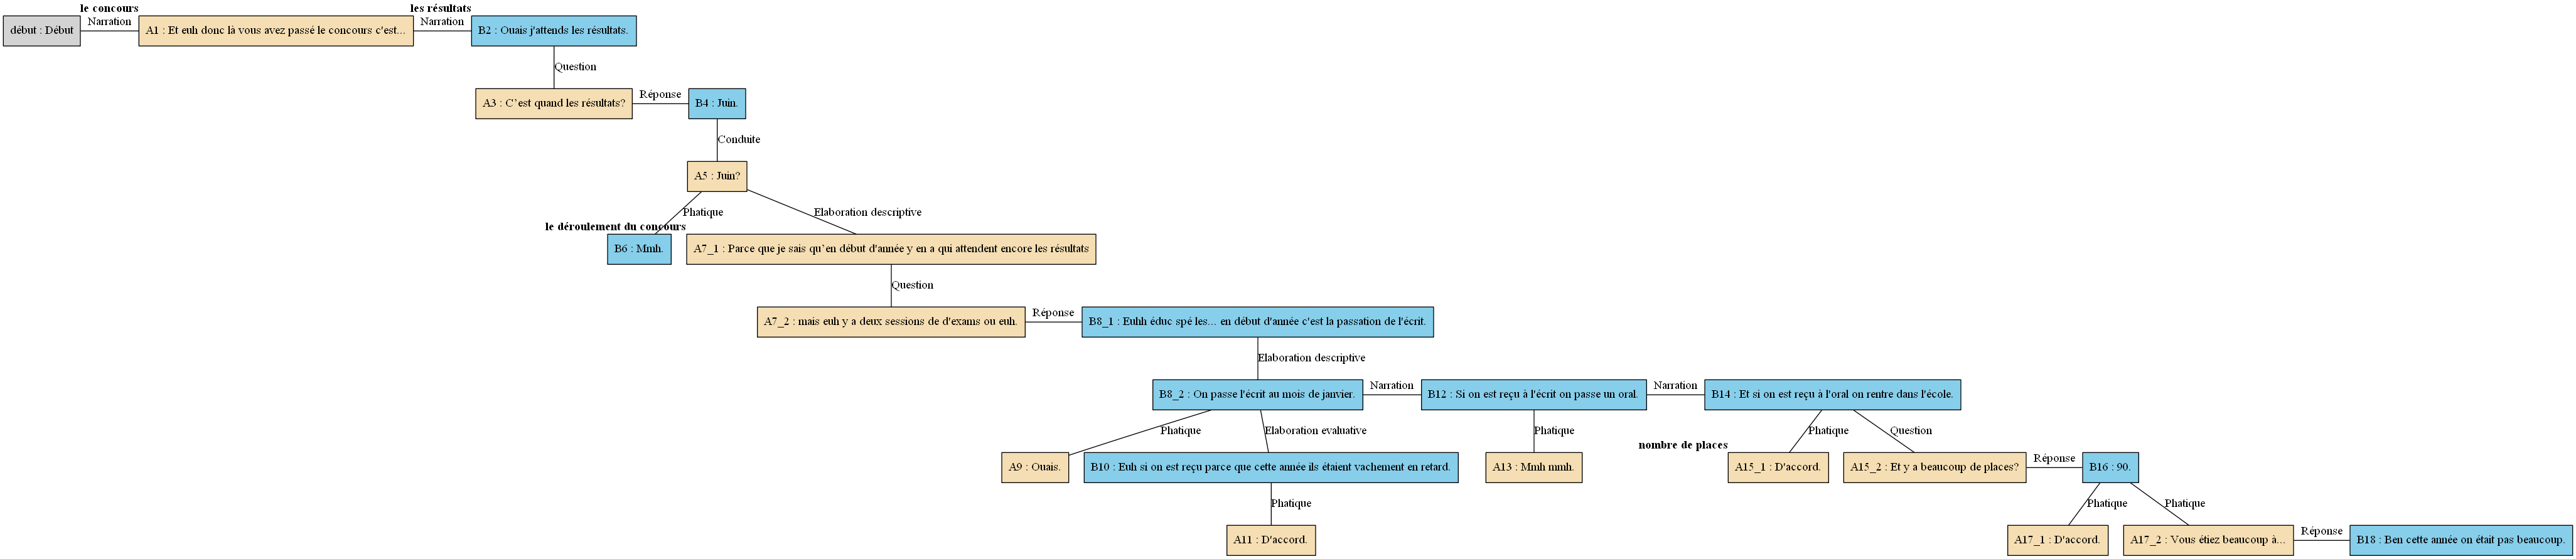 le concours
les résultats
début : Début
Narration
A1 : Et euh donc là vous avez passé le concours c'est...
Narration
B2 : Ouais j'attends les résultats.
Question
A3 : C’est quand les résultats?
Réponse
B4 : Juin.
Conduite
A5 : Juin?
Phatique
Elaboration descriptive
le déroulement du concours
B6 : Mmh.
A7_1 : Parce que je sais qu’en début d'année y en a qui attendent encore les résultats
Question
A7_2 : mais euh y a deux sessions de d'exams ou euh.
Réponse
B8_1 : Euhh éduc spé les... en début d'année c'est la passation de l'écrit.
Elaboration descriptive
B8_2 : On passe l'écrit au mois de janvier.
Narration
B12 : Si on est reçu à l'écrit on passe un oral.
Narration
B14 : Et si on est reçu à l'oral on rentre dans l'école.
Phatique
Elaboration evaluative
Phatique
Phatique
Question
nombre de places
A9 : Ouais.
B10 : Euh si on est reçu parce que cette année ils étaient vachement en retard.
A13 : Mmh mmh.
A15_1 : D'accord.
A15_2 : Et y a beaucoup de places?
Réponse
B16 : 90.
Phatique
Phatique
Phatique
A11 : D'accord.
A17_1 : D'accord.
A17_2 : Vous étiez beaucoup à...
Réponse
B18 : Ben cette année on était pas beaucoup.